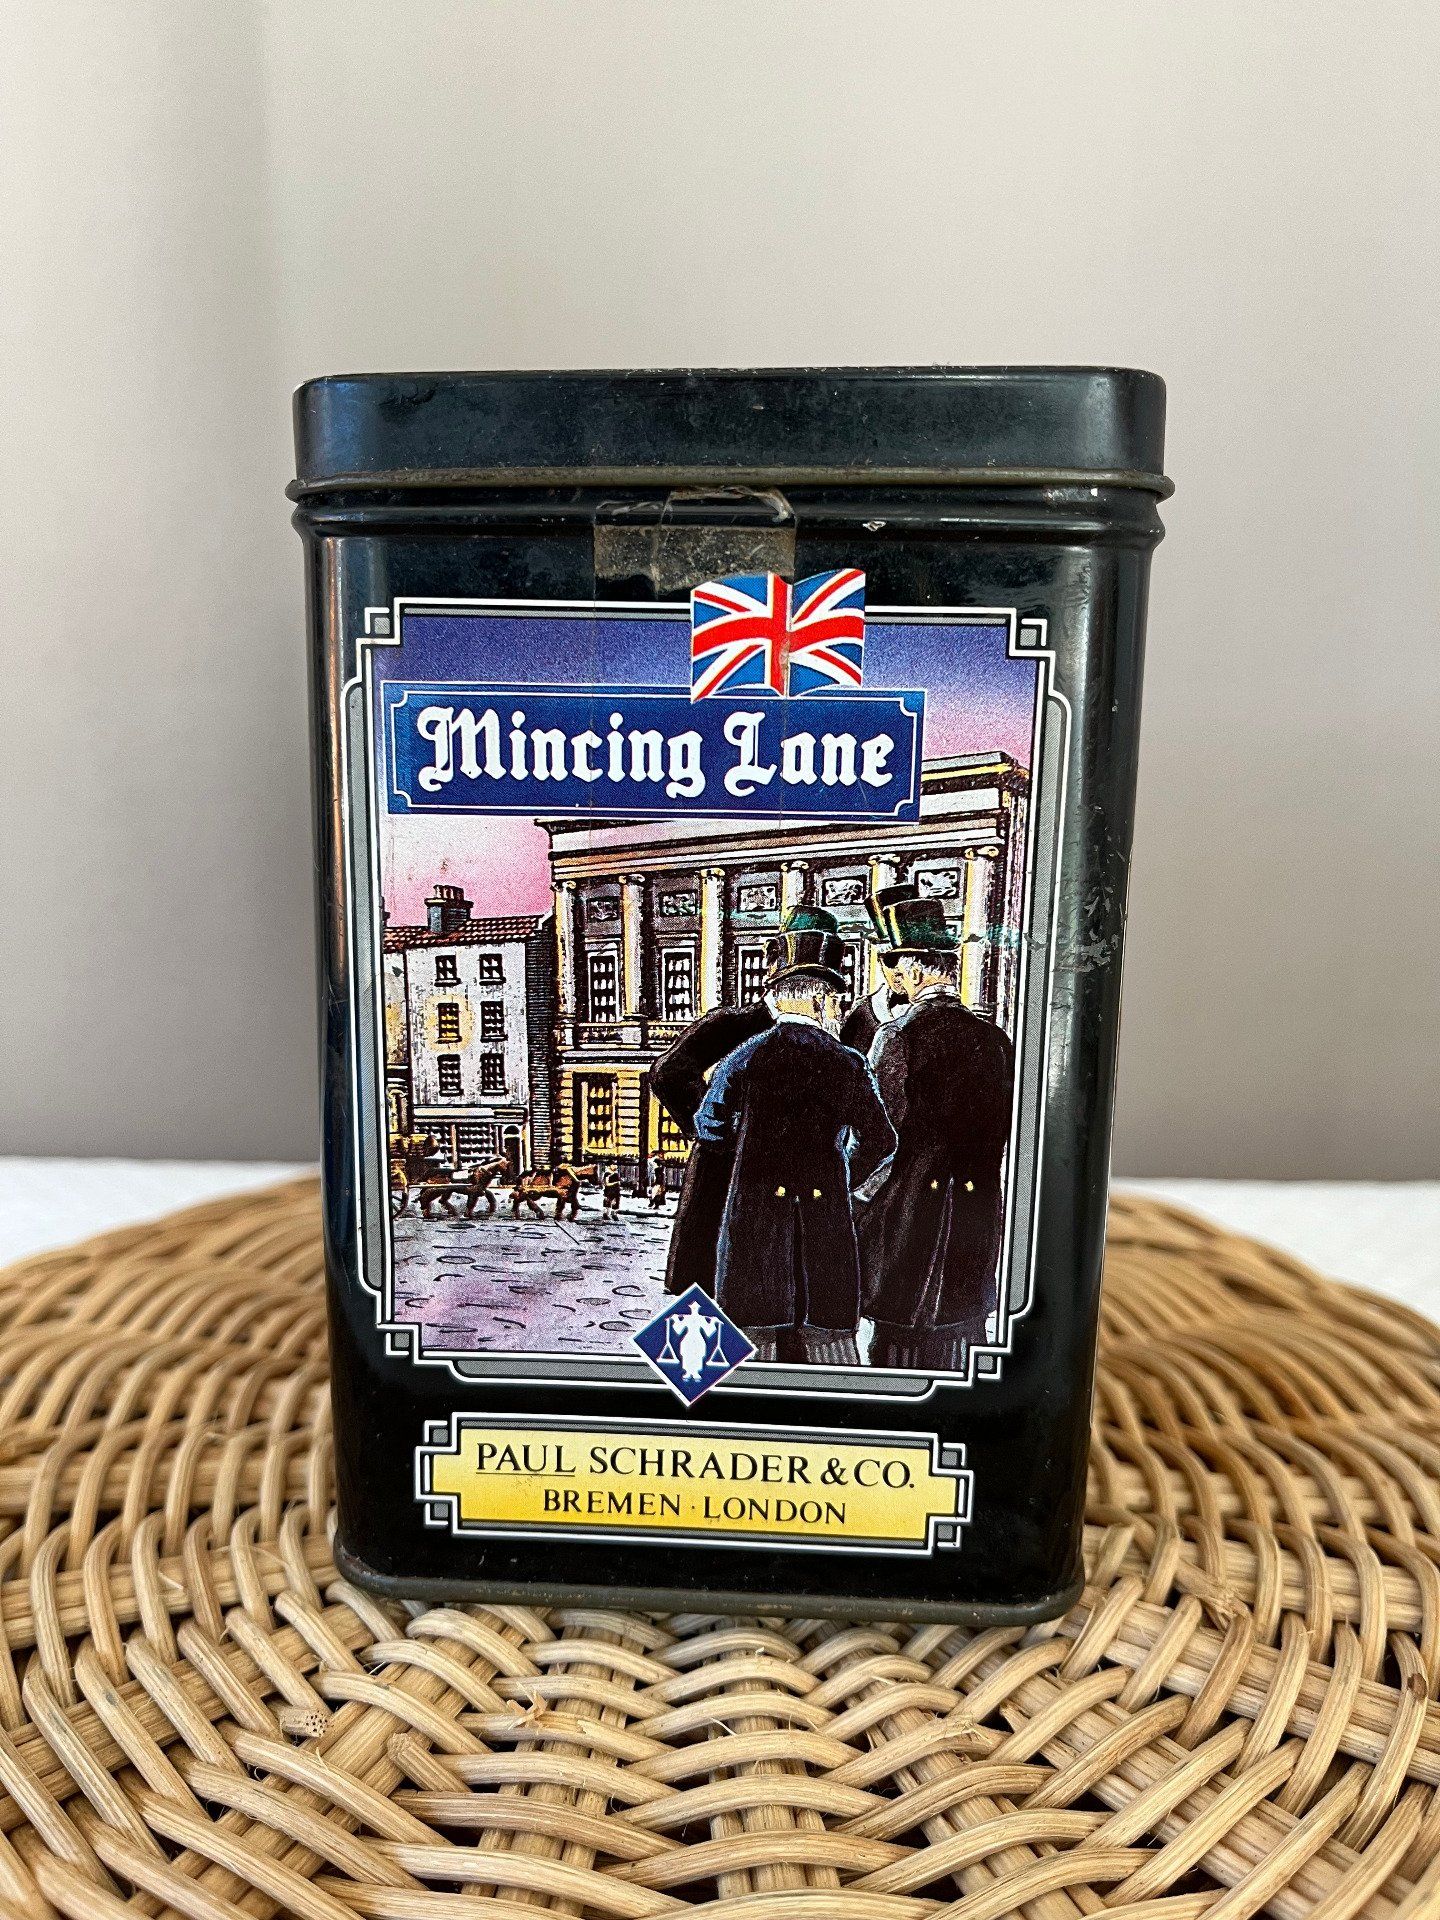 Mincing Lane
PAUL SCHRADER & CO.
BREMEN · LONDON